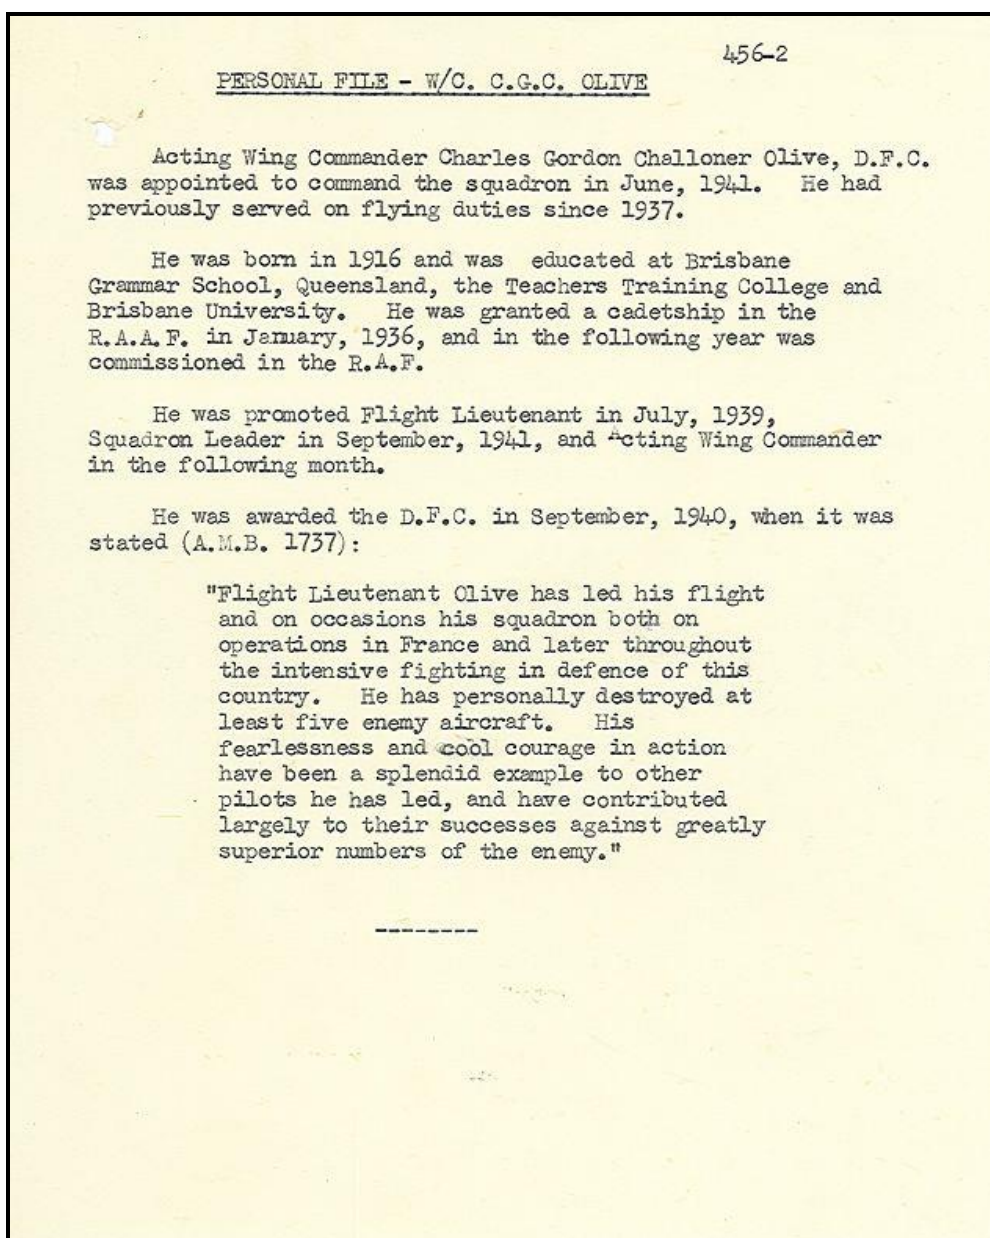 456-2
PERSONAL FILE - W/C. C.G.C. OLIVE
Acting Wing Commander Charles Gordon Challoner Olive, D.F.C.
was appointed to command the squadron in June, 1941. He had
previously served on flying duties since 1937.
He was born in 1916 and was educated at Brisbane
Grammar School, Queensland, the Teachers Training College and
Brisbane University. He was granted a cadetship in the
R.A.A.F. in January, 1936, and in the following year was
commissioned in the R.A.F.
He was promoted Flight Lieutenant in July, 1939,
Squadron Leader in September, 1941, and Acting Wing Commander
in the following month.
He was awarded the D.F.C. in September, 1940, when it was
stated (A.M.B. 1737):
"Flight Lieutenant Olive has led his flight
and on occasions his squadron both on
operations in France and later throughout
the intensive fighting in defence of this
country. He has personally destroyed at
least five enemy aircraft. His
fearlessness and cool courage in action
have been a splendid example to other
pilots he has led, and have contributed
largely to their successes against greatly
superior numbers of the enemy."
--------